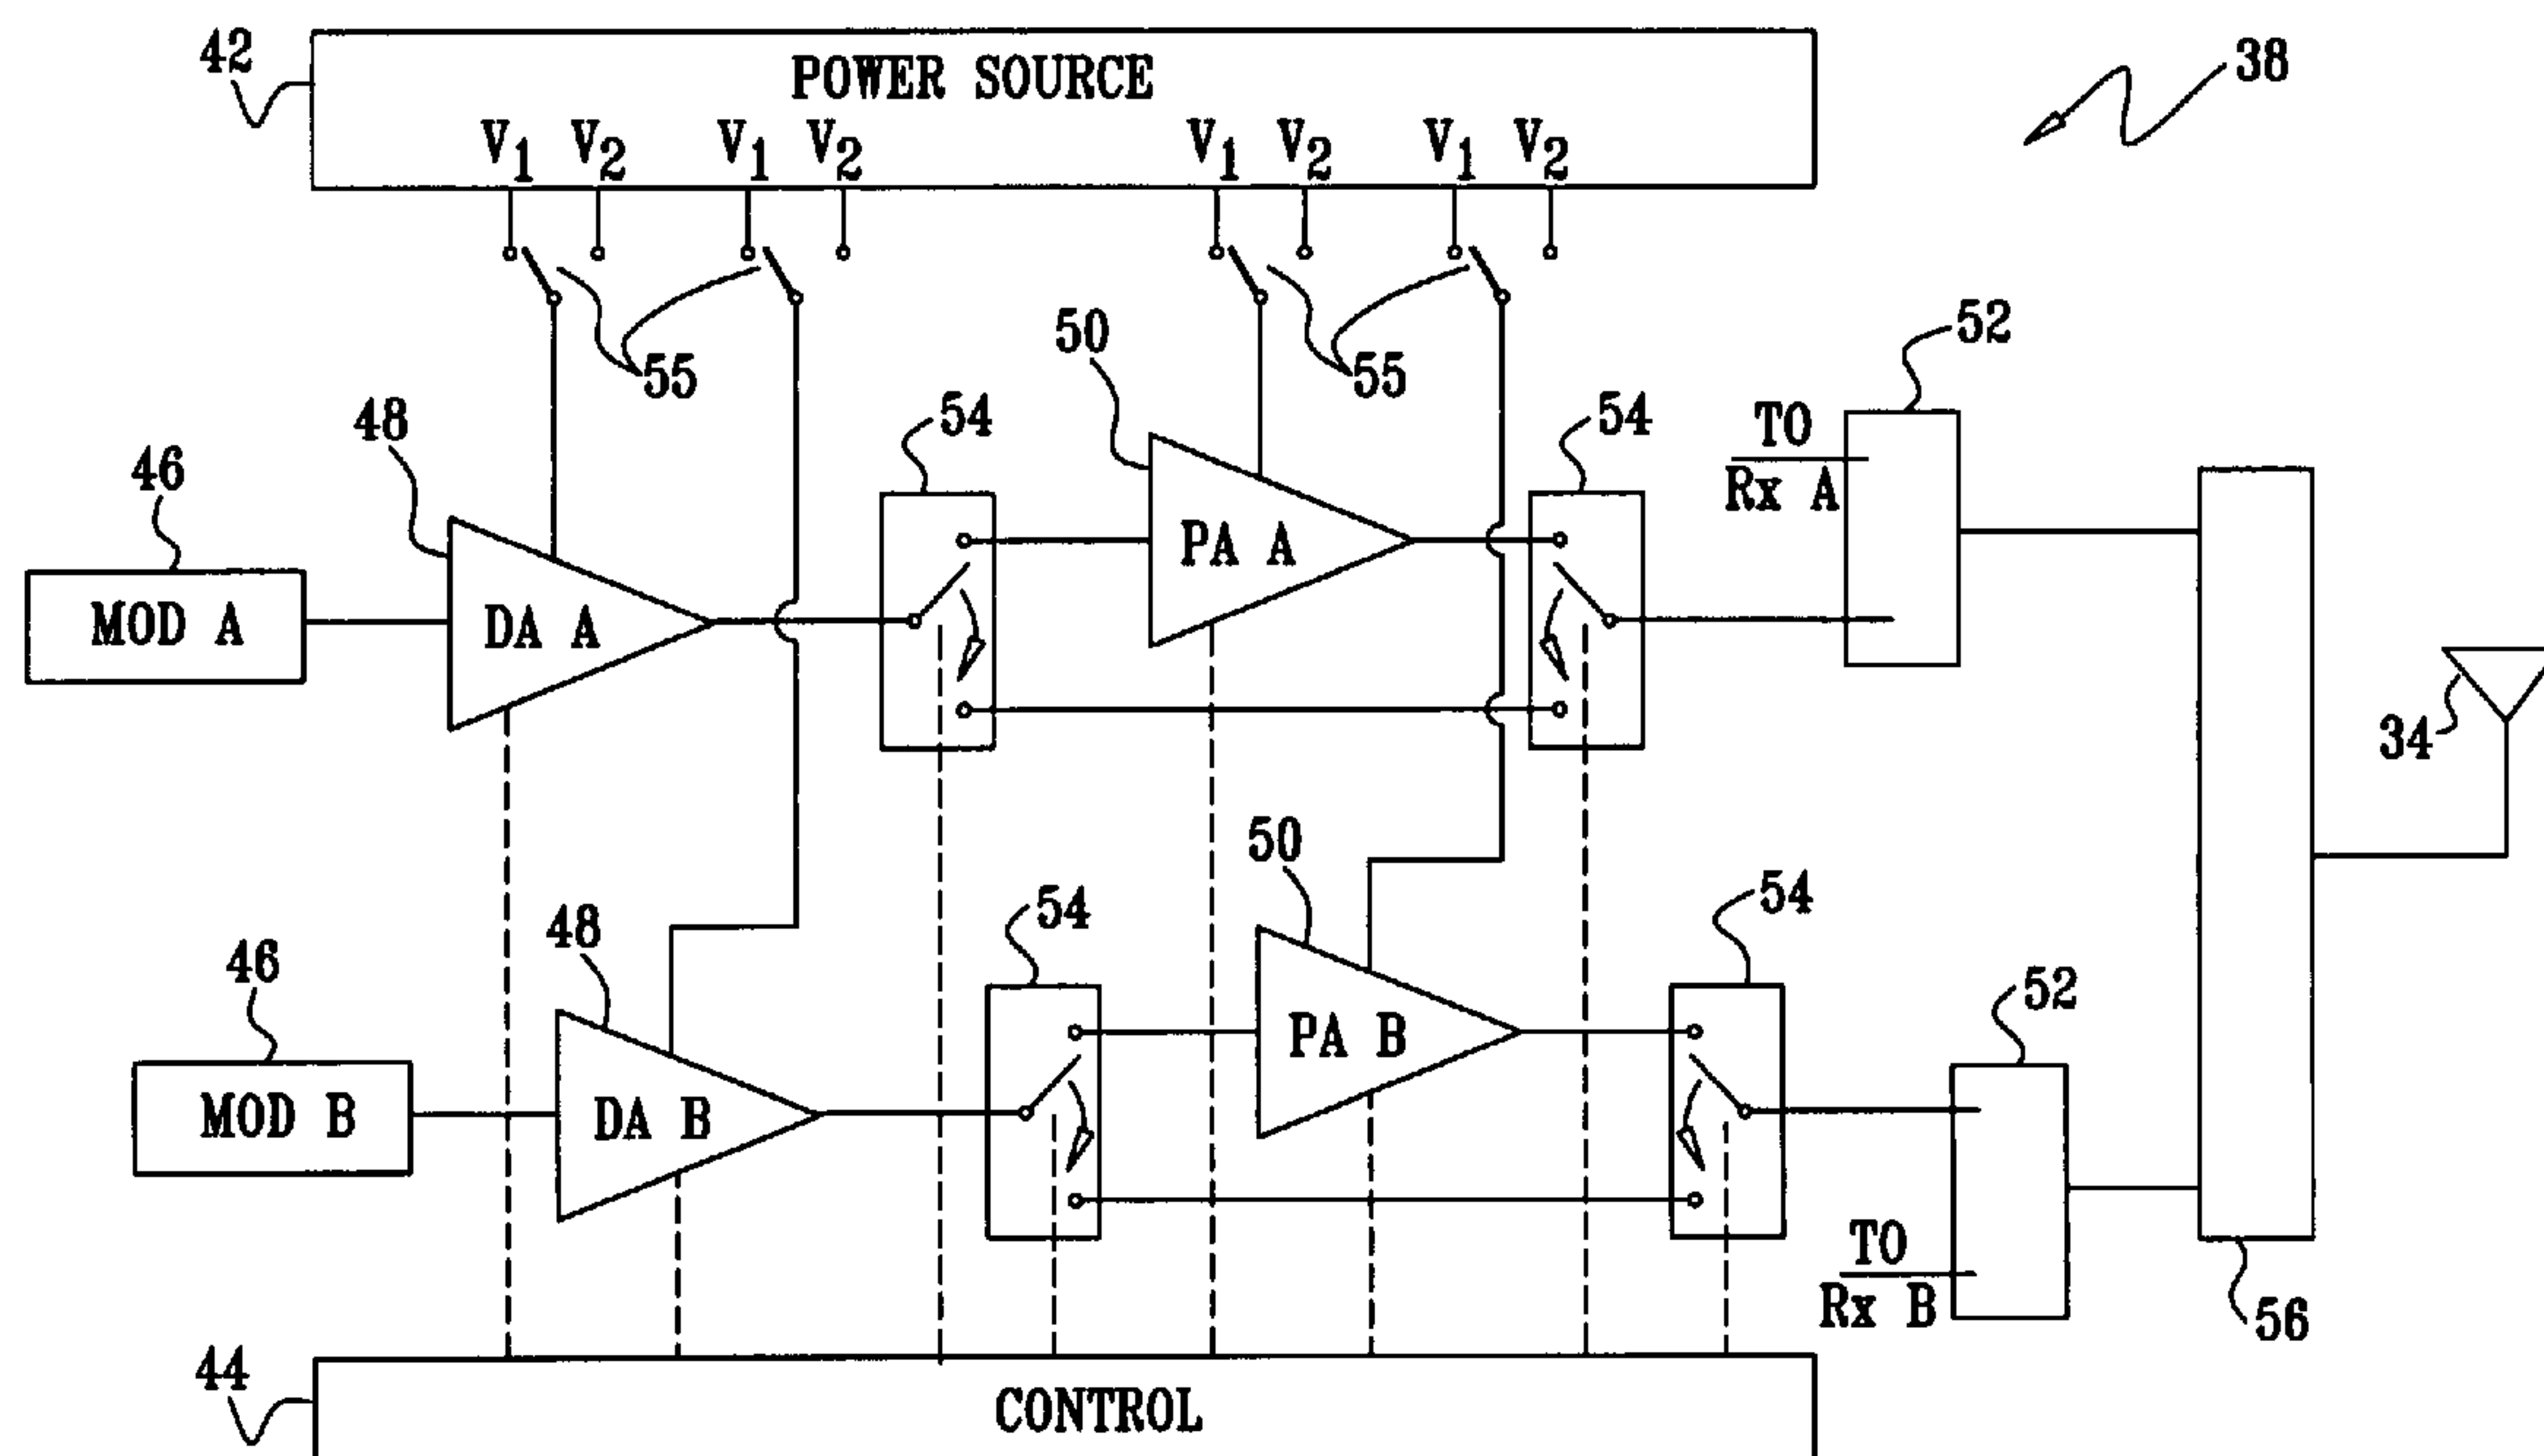 42
POWER SOURCE
38
V1 V2 V1 V2 V1 V2 V1 V2
55
55
50
52
48
54
54
TO
Rx A
46
MOD A
DA A
PA A
34
50
54
54
48
46
52
MOD B
DA B
PA B
TO
Rx B
56
44
CONTROL